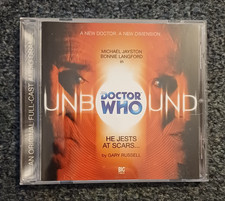 A NEW DOCTOR. A NEW DIMENSION.
MICHAEL JAYSTON
BONNIE LANGFORD
in
DOCTOR
WHO
UNBOUND
HE JESTS
AT SCARS...
by GARY RUSSELL
AN ORIGINAL FULL-CAST